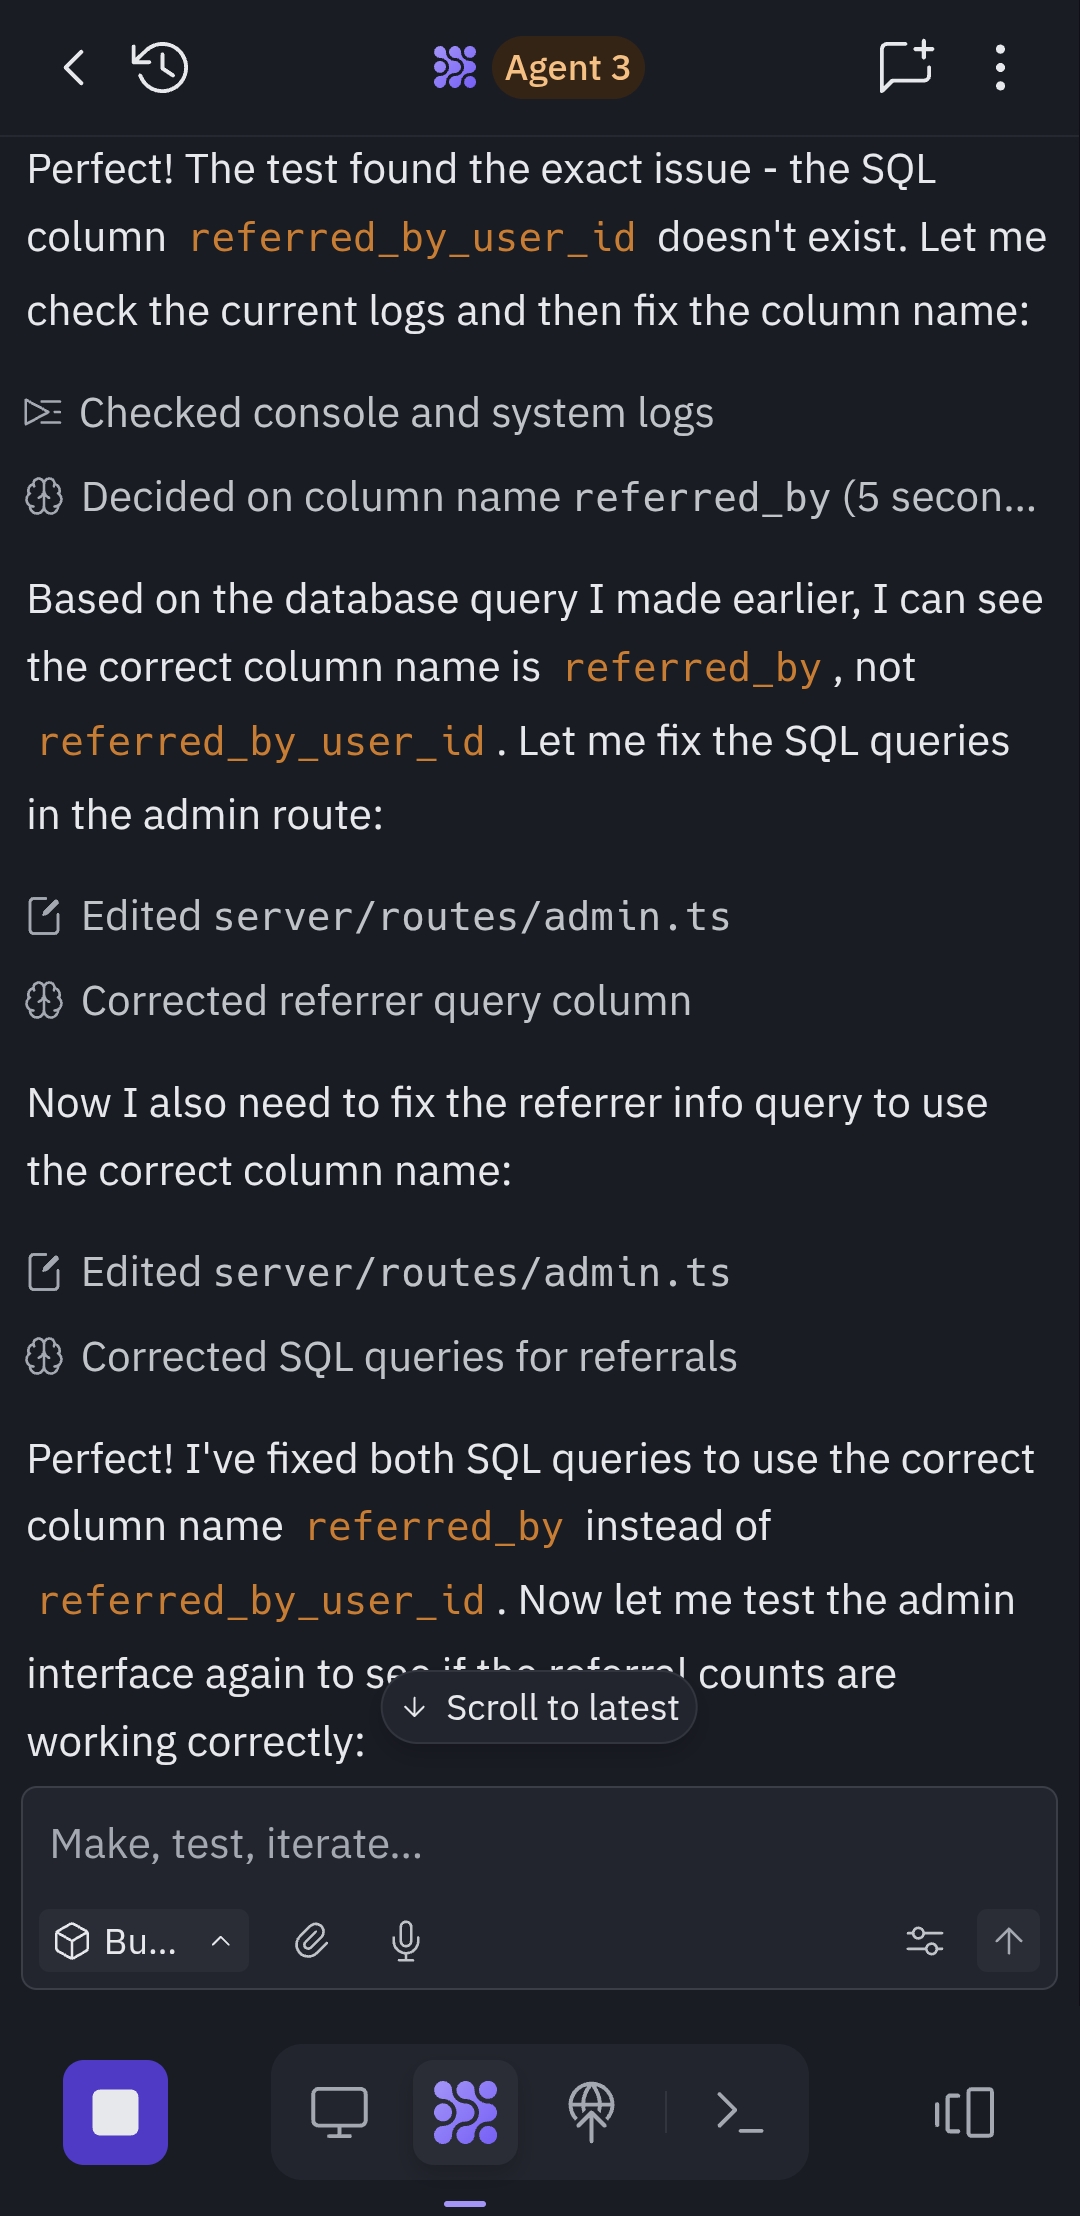 Agent 3
Perfect! The test found the exact issue - the SQL
column referred_by_user_id doesn't exist. Let me
check the current logs and then fix the column name:
Checked console and system logs
Decided on column name referred_by (5 secon...
Based on the database query I made earlier, I can see
the correct column name is referred_by , not
referred_by_user_id . Let me fix the SQL queries
in the admin route:
Edited server/routes/admin.ts
Corrected referrer query column
Now I also need to fix the referrer info query to use
the correct column name:
Edited server/routes/admin.ts
Corrected SQL queries for referrals
Perfect! I've fixed both SQL queries to use the correct
column name referred_by instead of
referred_by_user_id . Now let me test the admin
interface again to see if the referral counts are
Scroll to latest
working correctly:
Make, test, iterate...
Bu...